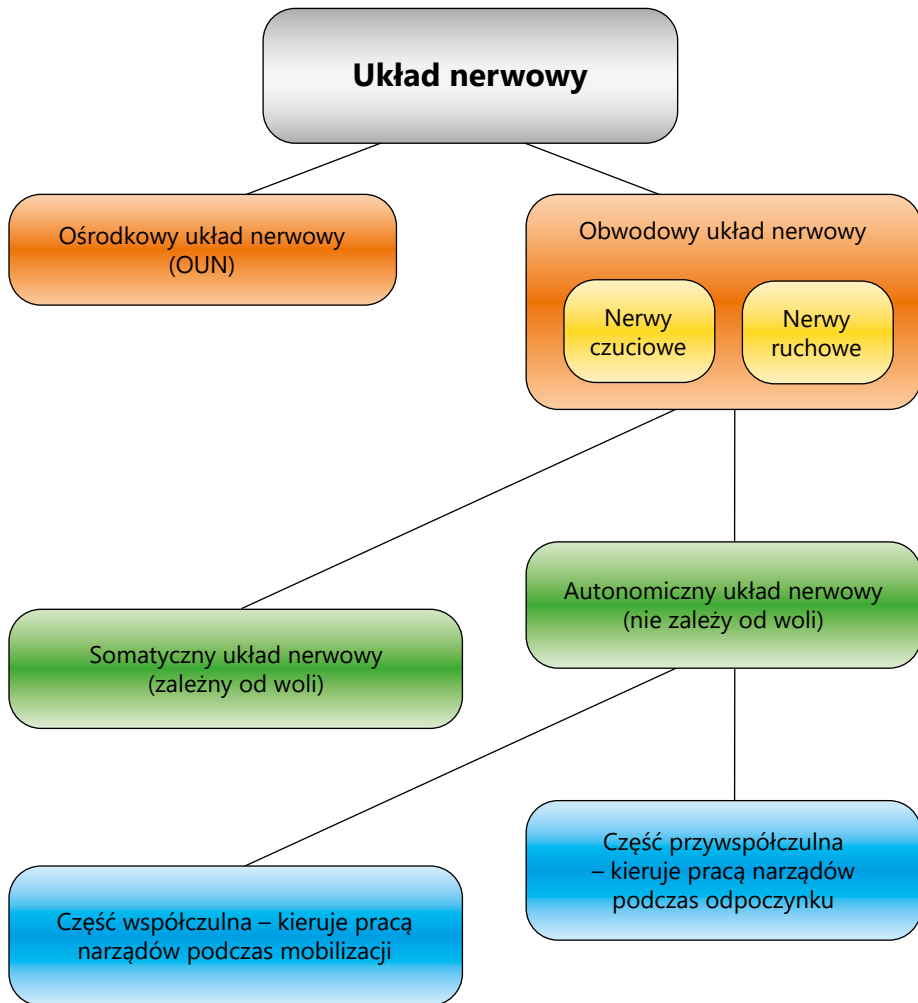 Układ nerwowy
Ośrodkowy układ nerwowy
(OUN)
Obwodowy układ nerwowy
Nerwy
czuciowe
Nerwy
ruchowe
Autonomiczny układ nerwowy
(nie zależy od woli)
Somatyczny układ nerwowy
(zależny od woli)
Część przywspółczulna
– kieruje pracą narządów
podczas odpoczynku
Część współczulna – kieruje pracą
narządów podczas mobilizacji